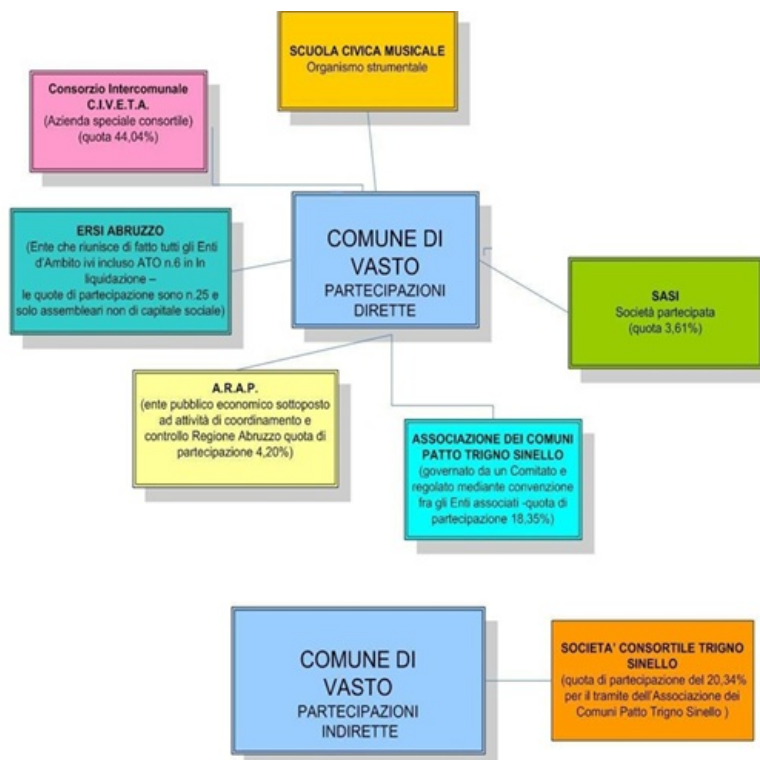 SCUOLA CIVICA MUSICALE
Organismo strumentale
Consorzio Intercomunale
C.I.V.E.T.A.
(Azienda speciale consortile)
(quota 44,04%)
ERSI ABRUZZO
(Ente che riunisce di fatto tutti gli Enti
d'Ambito ivi incluso ATO n.6 in In
liquidazione –
le quote di partecipazione sono n.25 e
solo assembleari non di capitale sociale)
COMUNE DI
VASTO
PARTECIPAZIONI
DIRETTE
SASI
Società partecipata
(quota 3,61%)
A.R.A.P.
(ente pubblico economico sottoposto
ad attività di coordinamento e
controllo Regione Abruzzo quota di
partecipazione 4,20%)
ASSOCIAZIONE DEI COMUNI
PATTO TRIGNO SINELLO
(governato da un Comitato e
regolato mediante convenzione
fra gli Enti associati -quota di
partecipazione 18,35%)
COMUNE DI
VASTO
PARTECIPAZIONI
INDIRETTE
SOCIETA' CONSORTILE TRIGNO
SINELLO
(quota di partecipazione del 20,34%
per il tramite dell'Associazione dei
Comuni Patto Trigno Sinello )